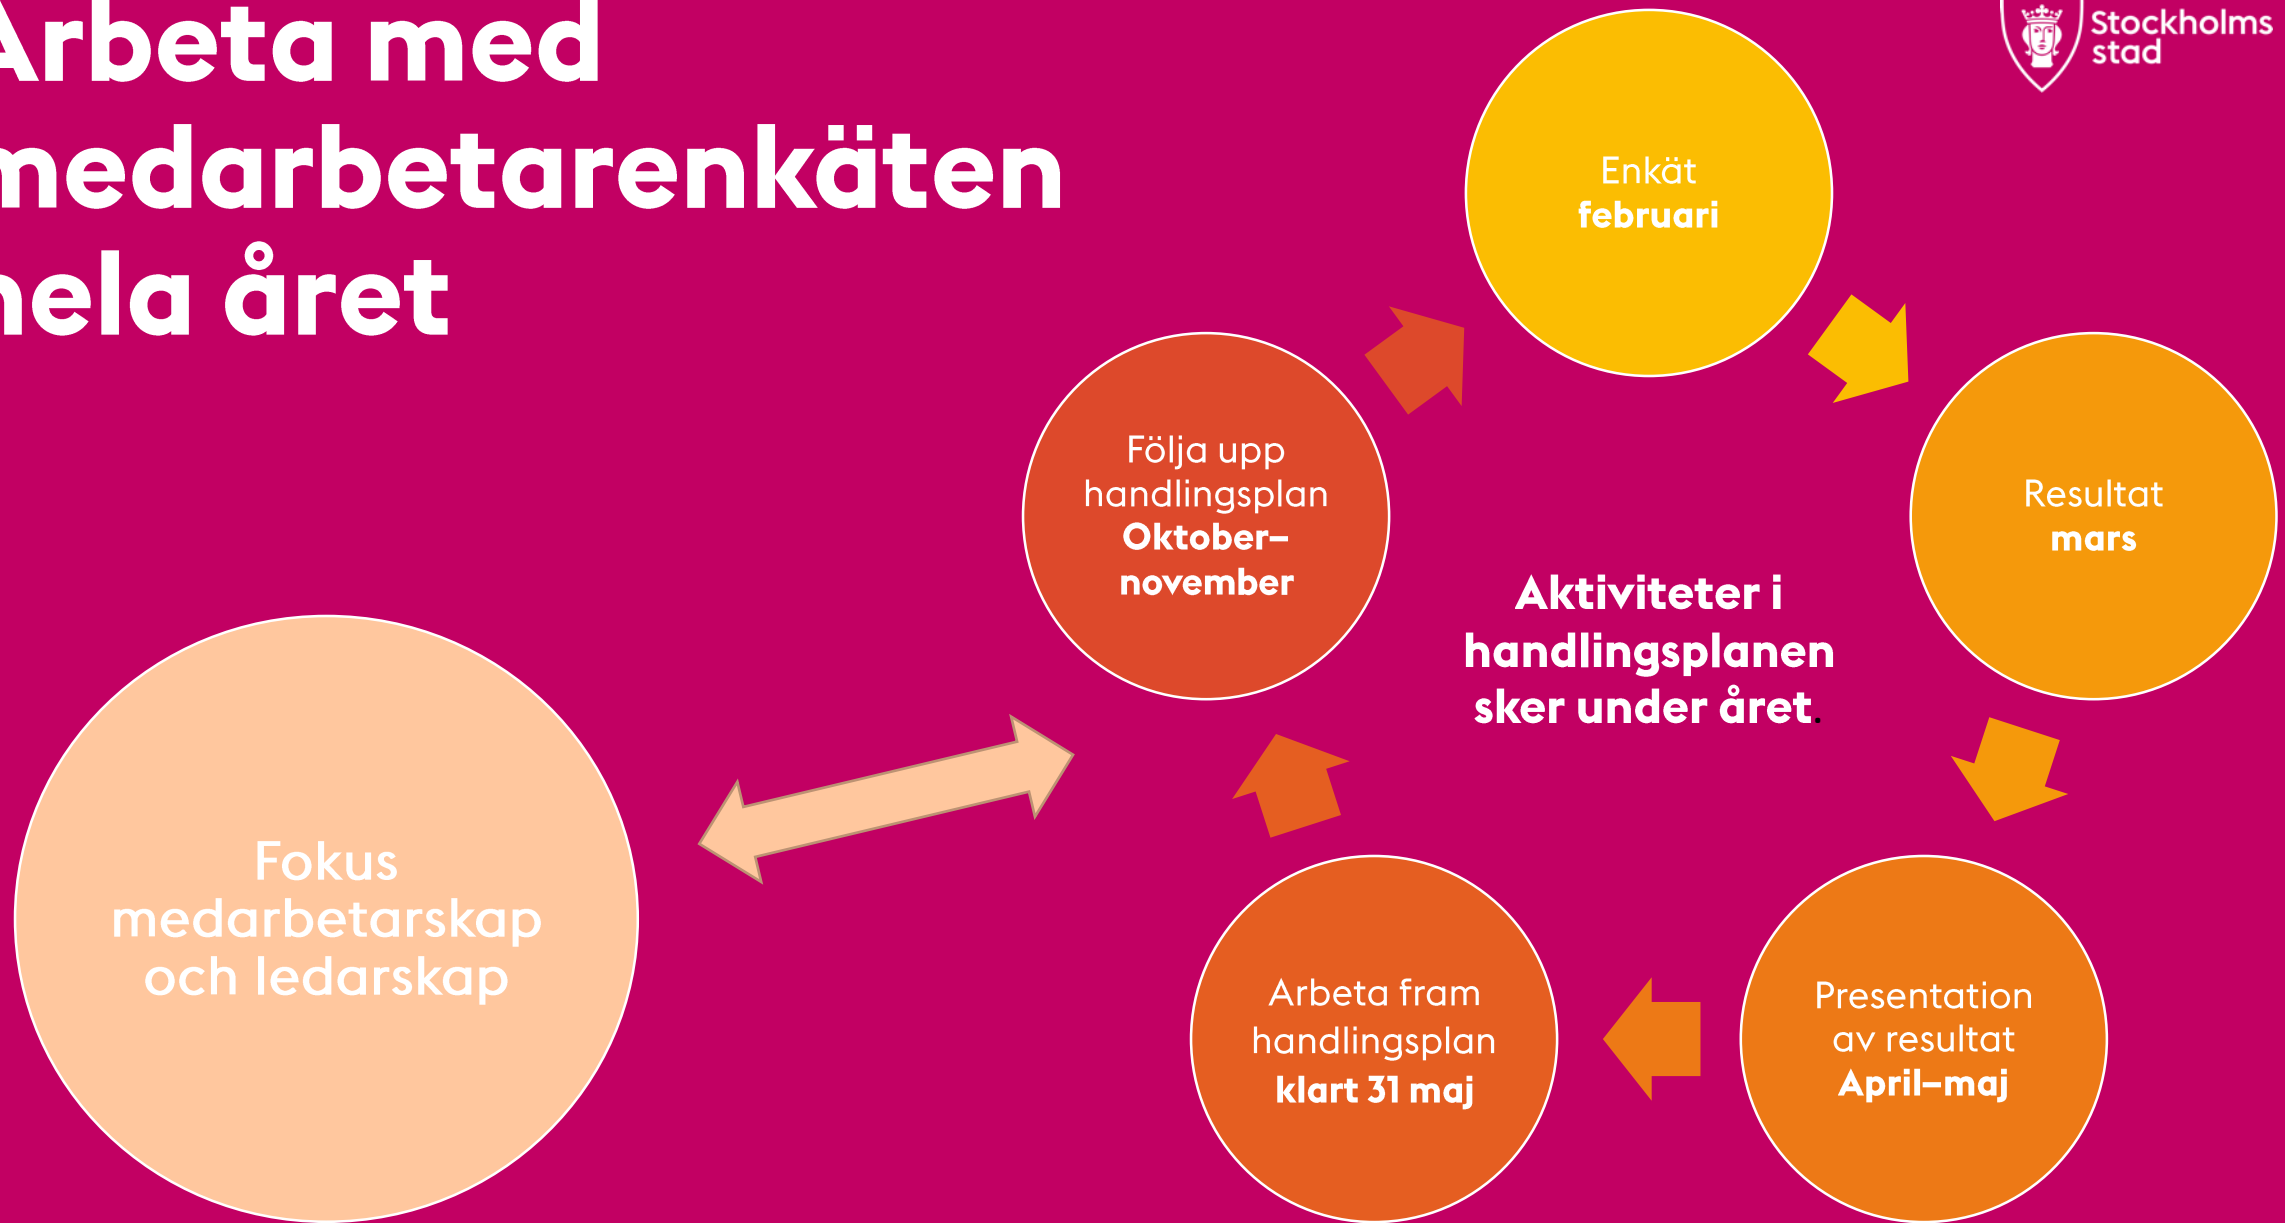 Arbeta med
medarbetarenkäten
hela året
Stockholms
stad
Enkät
februari
Resultat
mars
Presentation
av resultat
April–maj
Arbeta fram
handlingsplan
klart 31 maj
Följa upp
handlingsplan
Oktober–
november
Aktiviteter i
handlingsplanen
sker under året.
Fokus
medarbetarskap
och ledarskap